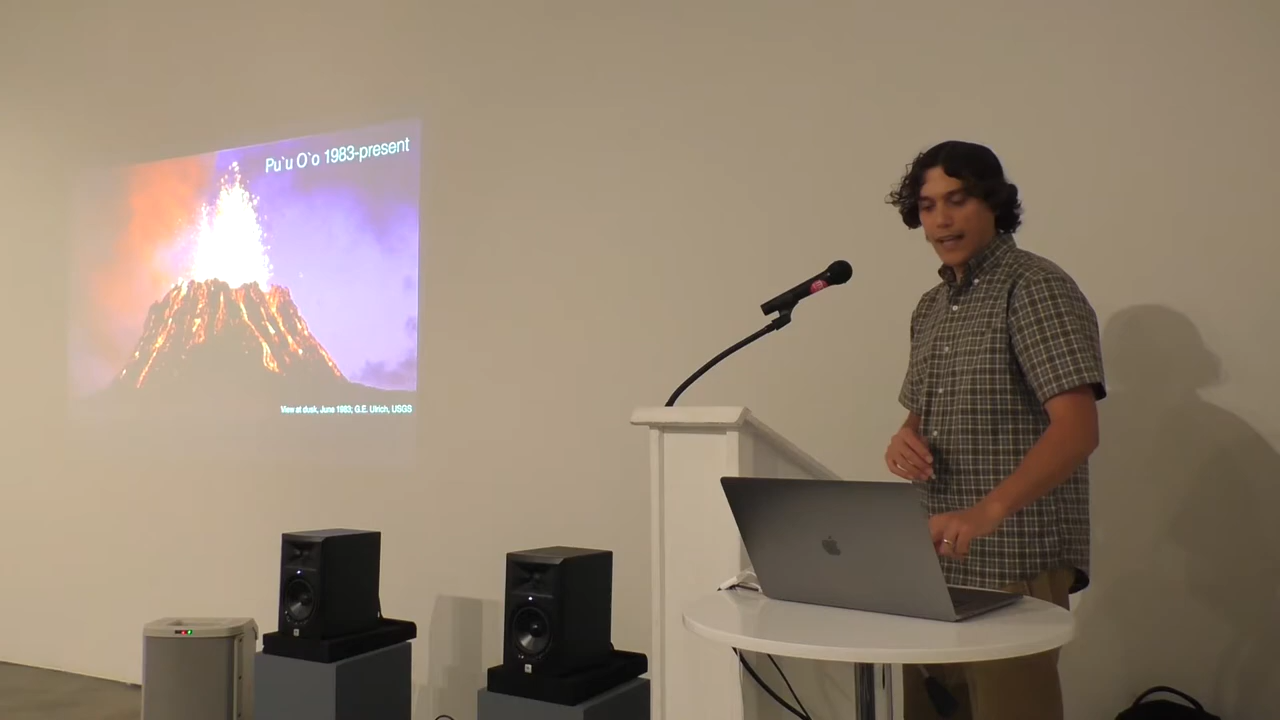 Pu`u O`o 1983-present
View at dusk, June 1983; G.E. Ulrich, USGS